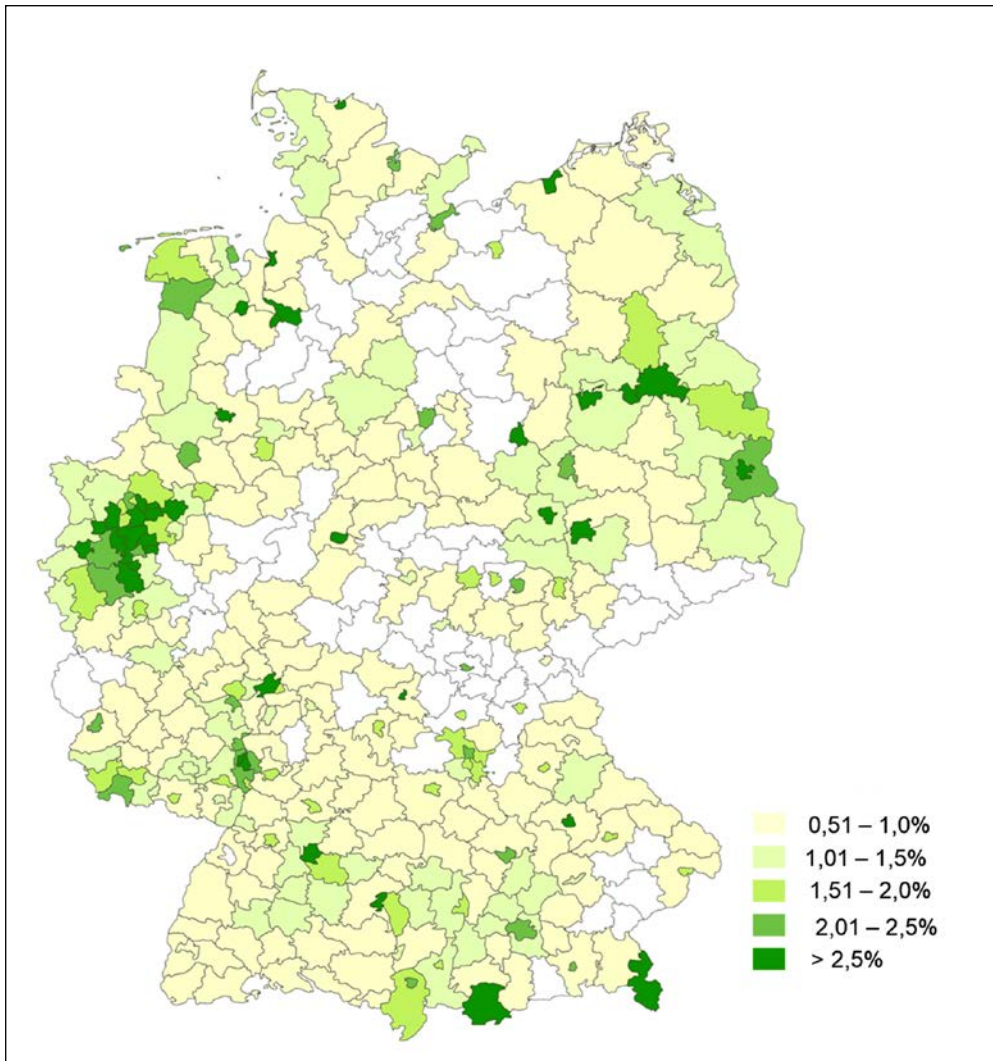 0,51 – 1,0%
1,01 – 1,5%
1,51 – 2,0%
2,01 – 2,5%
> 2,5%